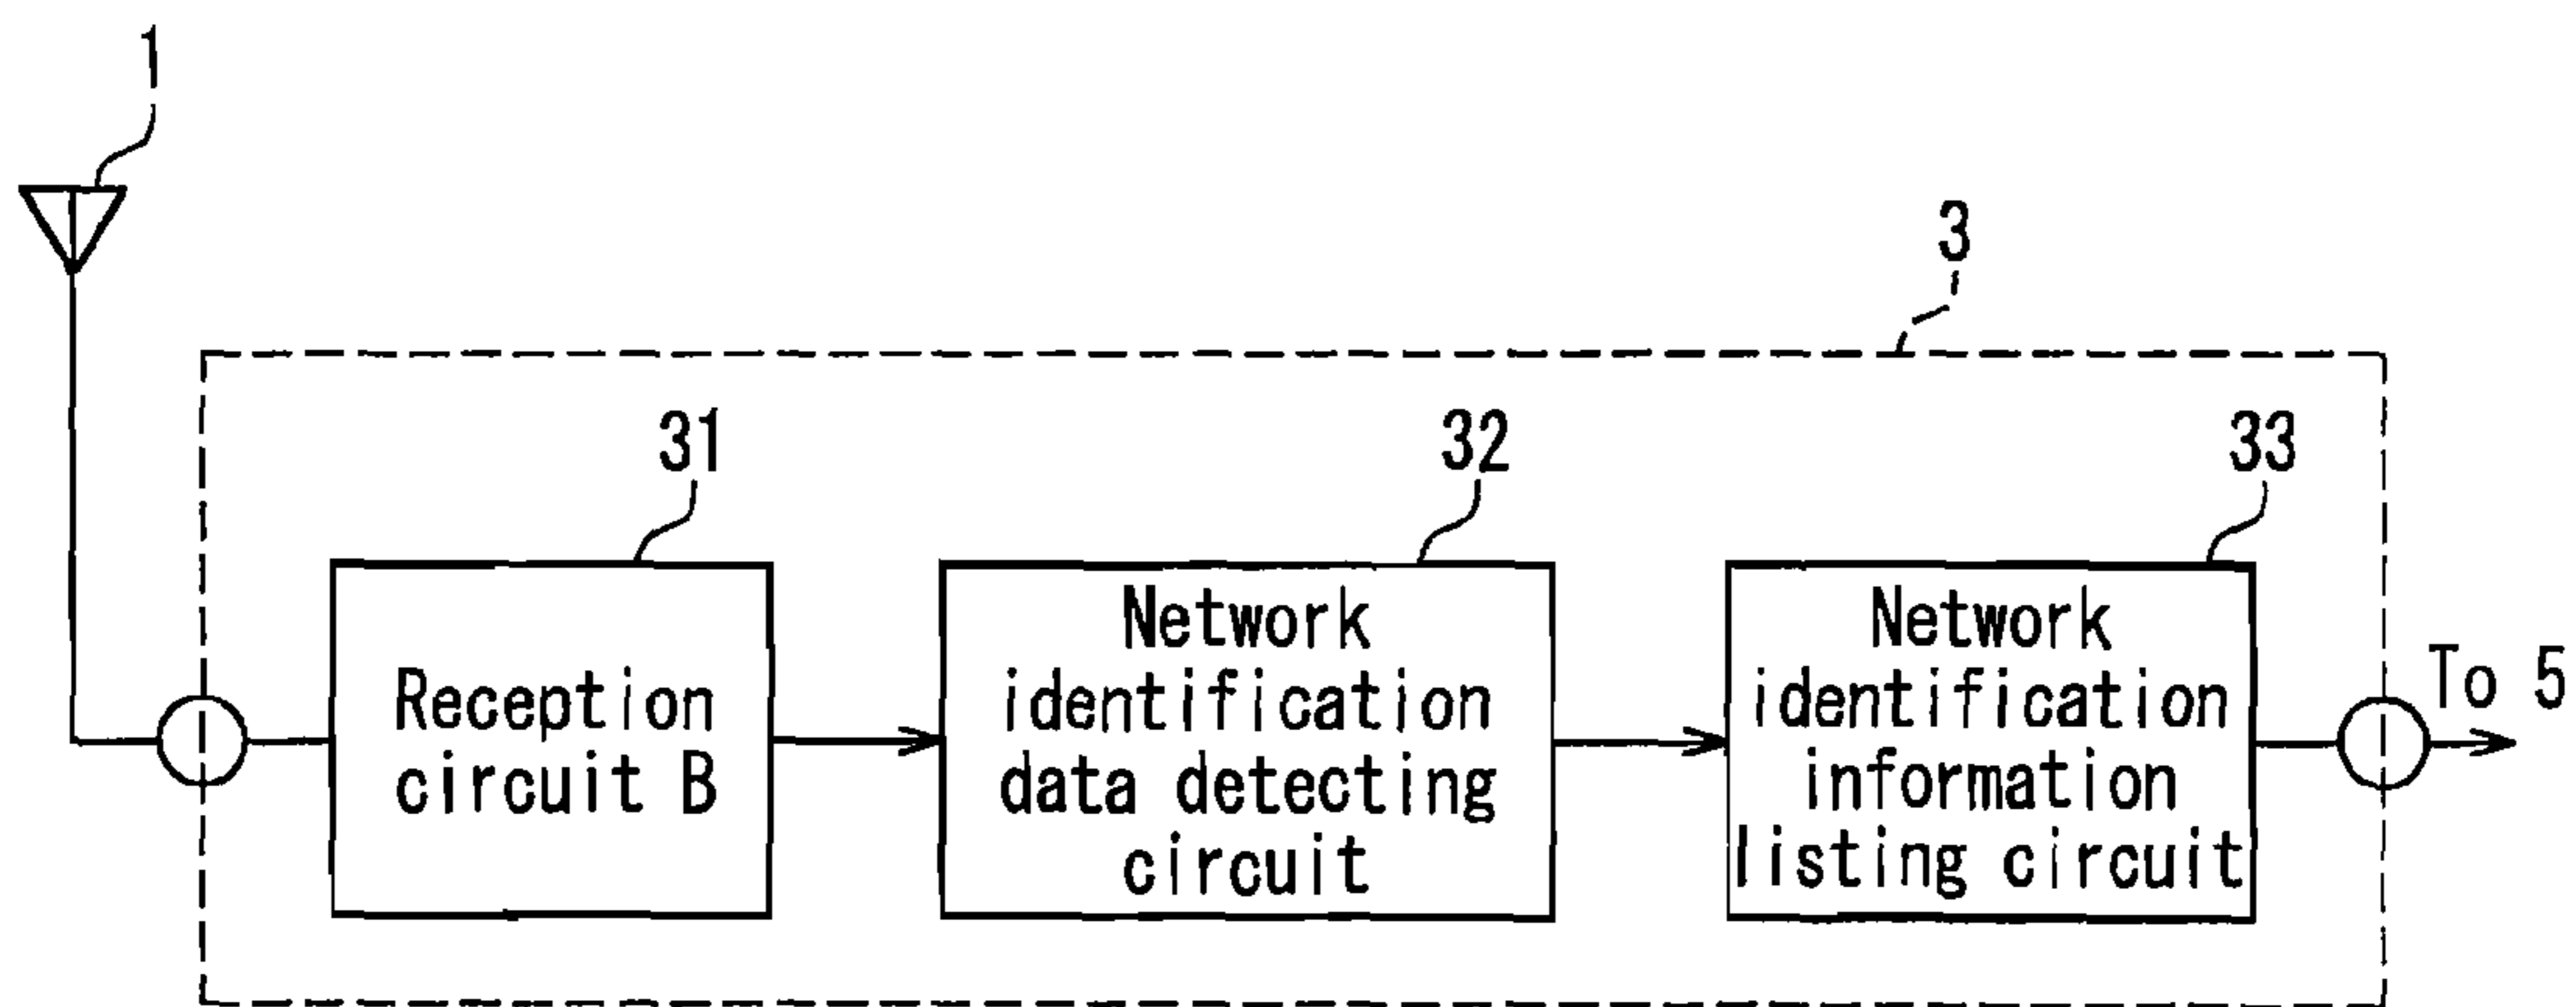 1
3
31
32
33
Reception
circuit B
Network
identification
data detecting
circuit
Network
identification
information
listing circuit
To 5